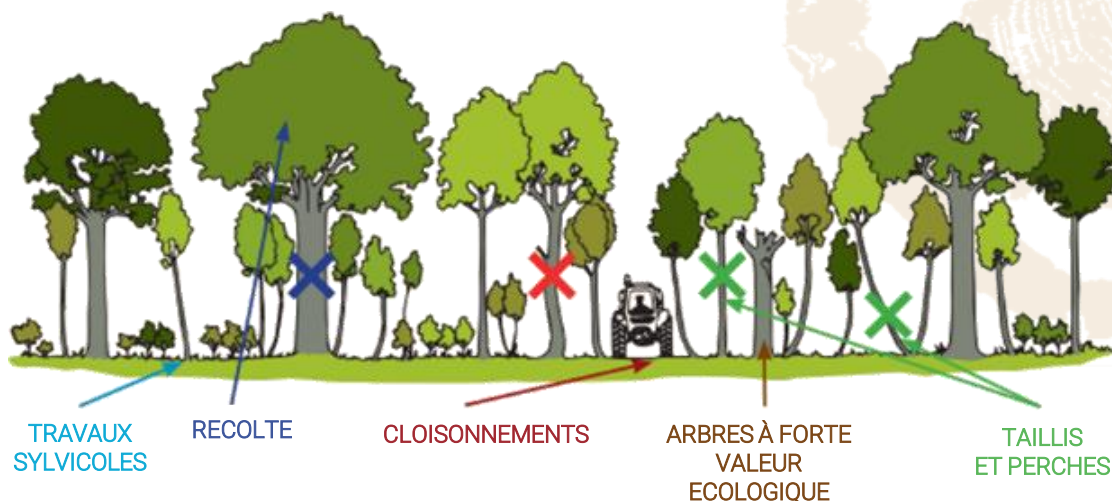 TRAVAUX
SYLVICOLES
RECOLTE
CLOISONNEMENTS
ARBRES À FORTE
VALEUR
ECOLOGIQUE
TAILLIS
ET PERCHES